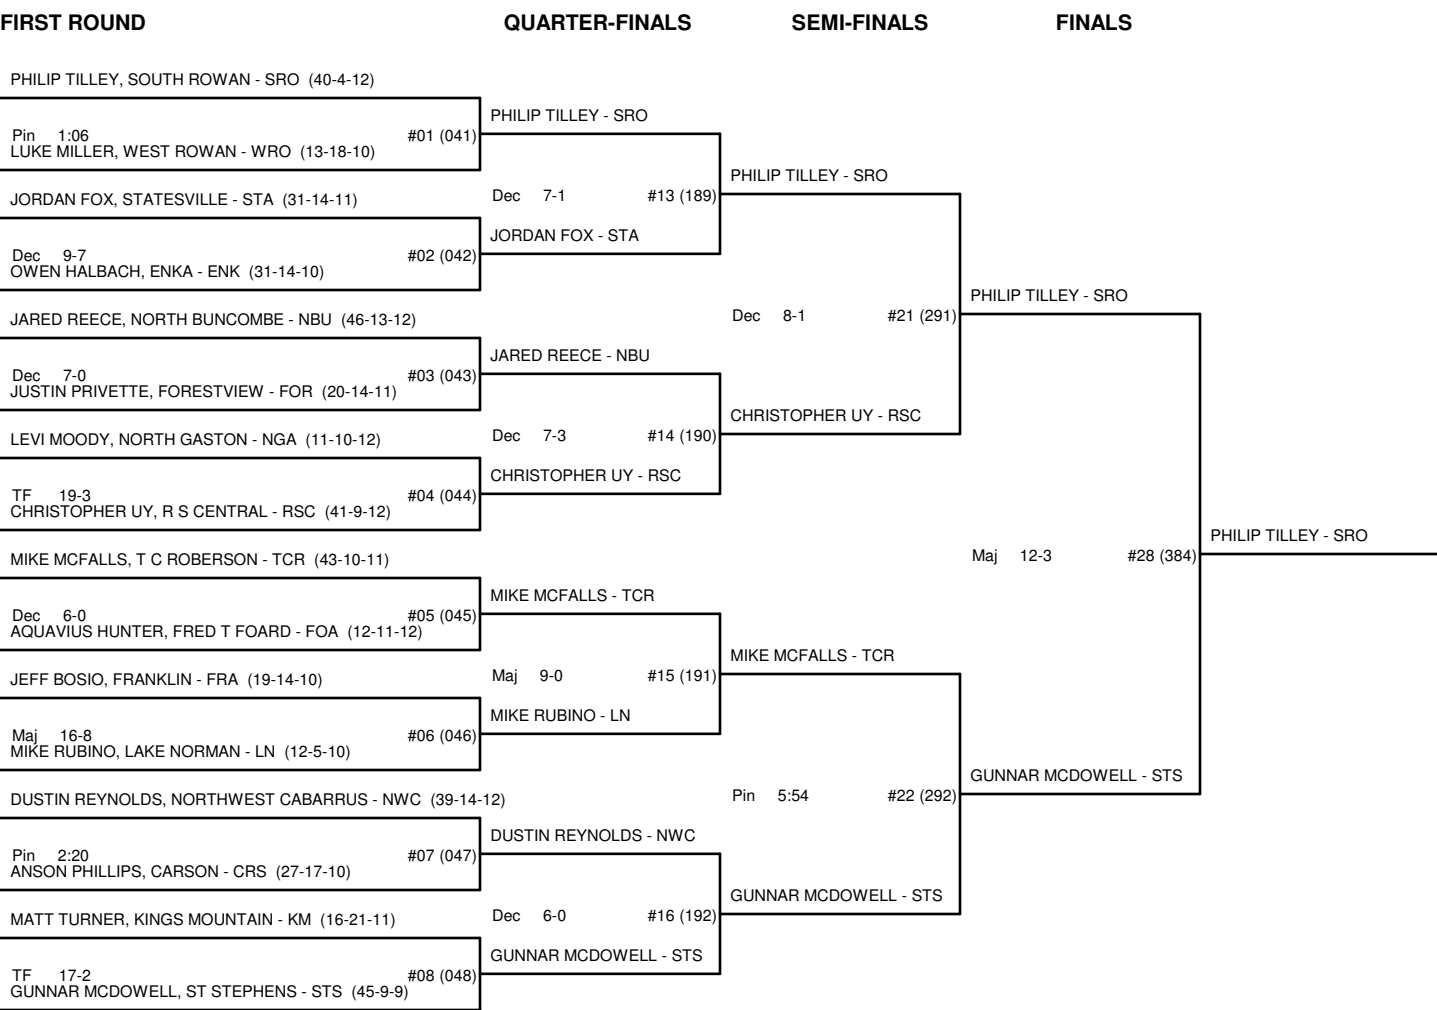 FIRST ROUND QUARTER-FINALS SEMI-FINALS FINALS
PHILIP TILLEY, SOUTH ROWAN - SRO (40-4-12)
PHILIP TILLEY - SRO
Pin 1:06 #01 (041)
LUKE MILLER, WEST ROWAN - WRO (13-18-10)
PHILIP TILLEY - SRO
JORDAN FOX, STATESVILLE - STA (31-14-11)
Dec 7-1 #13 (189)
JORDAN FOX - STA
Dec 9-7 #02 (042)
OWEN HALBACH, ENKA - ENK (31-14-10)
PHILIP TILLEY - SRO
JARED REECE, NORTH BUNCOMBE - NBU (46-13-12)
Dec 8-1 #21 (291)
JARED REECE - NBU
Dec 7-0 #03 (043)
JUSTIN PRIVETTE, FORESTVIEW - FOR (20-14-11)
CHRISTOPHER UY - RSC
LEVI MOODY, NORTH GASTON - NGA (11-10-12)
Dec 7-3 #14 (190)
CHRISTOPHER UY - RSC
TF 19-3 #04 (044)
CHRISTOPHER UY, R S CENTRAL - RSC (41-9-12)
PHILIP TILLEY - SRO
MIKE MCFALLS, T C ROBERSON - TCR (43-10-11)
Maj 12-3 #28 (384)
MIKE MCFALLS - TCR
Dec 6-0 #05 (045)
AQUAVIUS HUNTER, FRED T FOARD - FOA (12-11-12)
MIKE MCFALLS - TCR
JEFF BOSIO, FRANKLIN - FRA (19-14-10)
Maj 9-0 #15 (191)
MIKE RUBINO - LN
Maj 16-8 #06 (046)
MIKE RUBINO, LAKE NORMAN - LN (12-5-10)
GUNNAR MCDOWELL - STS
DUSTIN REYNOLDS, NORTHWEST CABARRUS - NWC (39-14-12)
Pin 5:54 #22 (292)
DUSTIN REYNOLDS - NWC
Pin 2:20 #07 (047)
ANSON PHILLIPS, CARSON - CRS (27-17-10)
GUNNAR MCDOWELL - STS
MATT TURNER, KINGS MOUNTAIN - KM (16-21-11)
Dec 6-0 #16 (192)
GUNNAR MCDOWELL - STS
TF 17-2 #08 (048)
GUNNAR MCDOWELL, ST STEPHENS - STS (45-9-9)